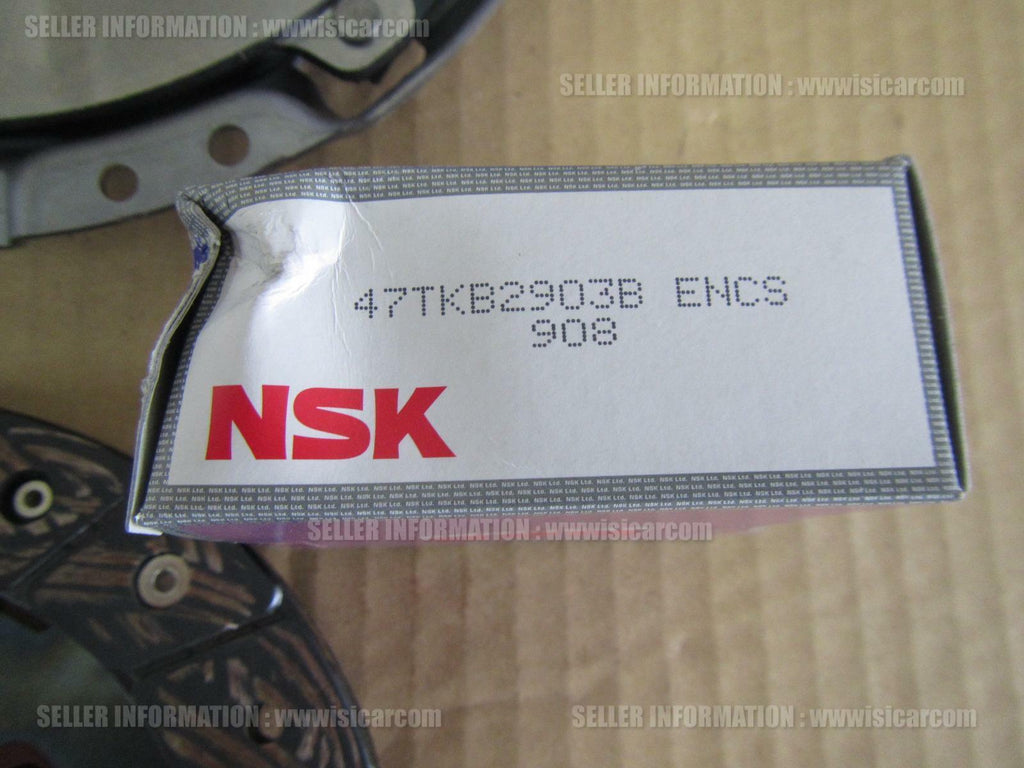 SELLER INFORMATION : wwwisicarcom
SELLER INFORMATION : wwwisicarcom
47TKB2903B ENCS
908
NSK
SELLER INFORMATION : wwwisicarcom
SELLER INFORMATION : wwwisicarcom
SELLER INFORMATION : wwwisicarcom